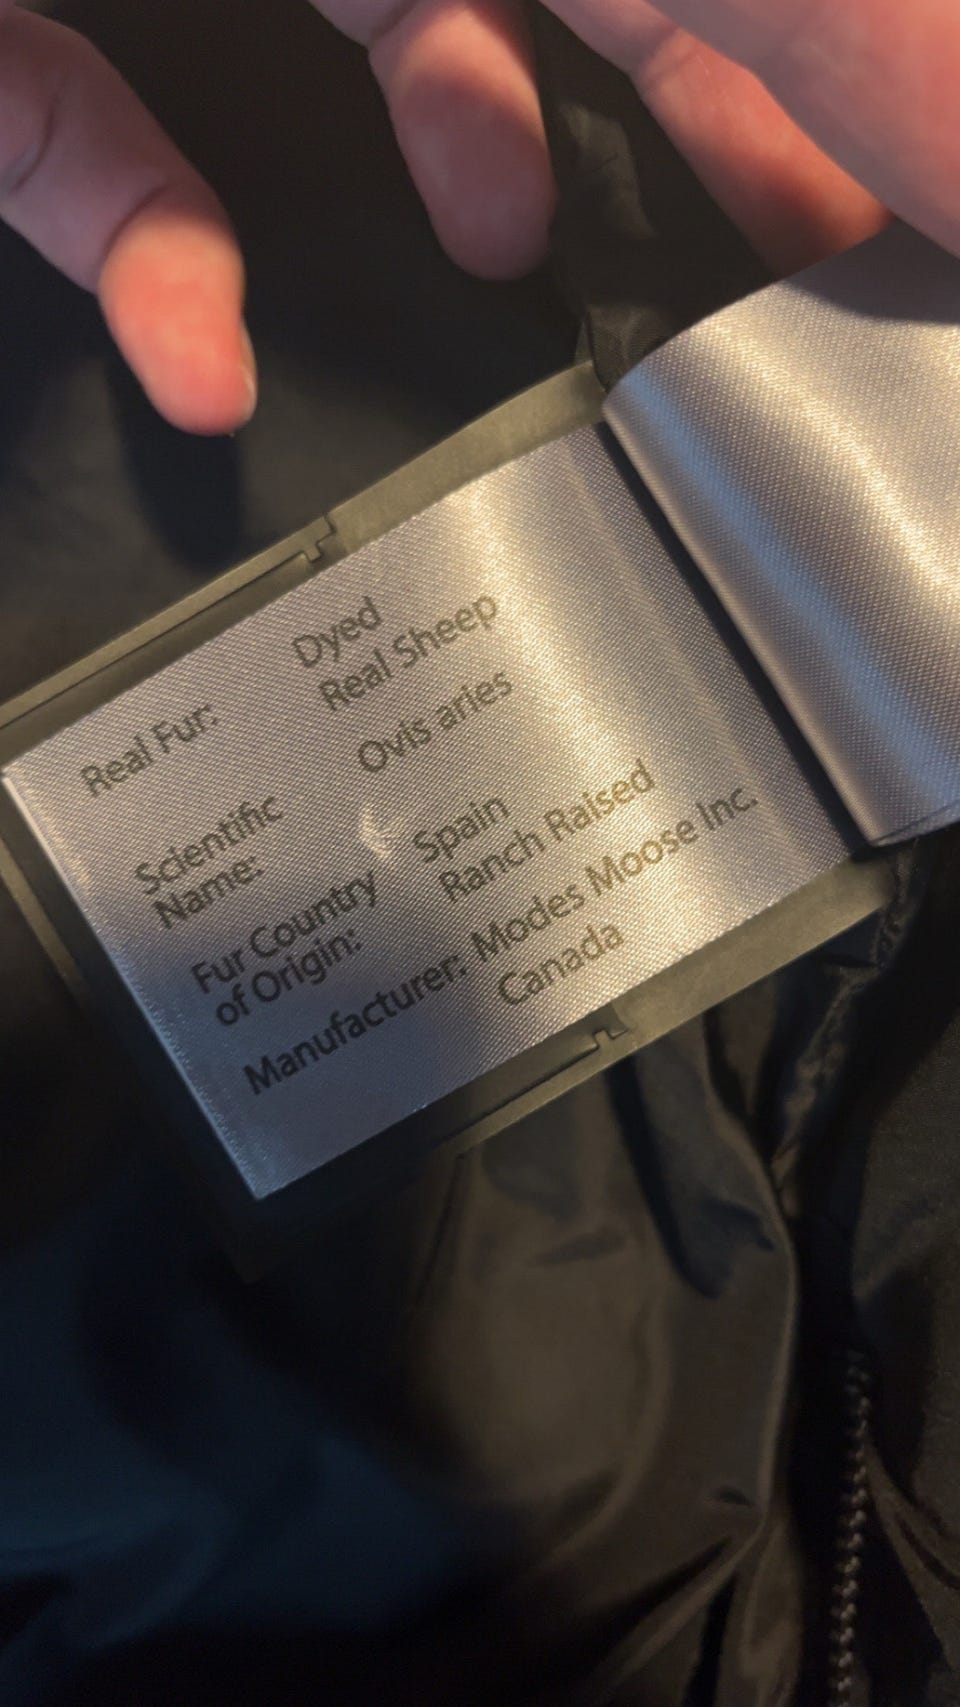 Real Fur: Dyed
Real Sheep
Scientific
Name: Ovis aries
Fur Country
of Origin: Spain
Ranch Raised
Manufacturer: Modes Moose Inc.
Canada